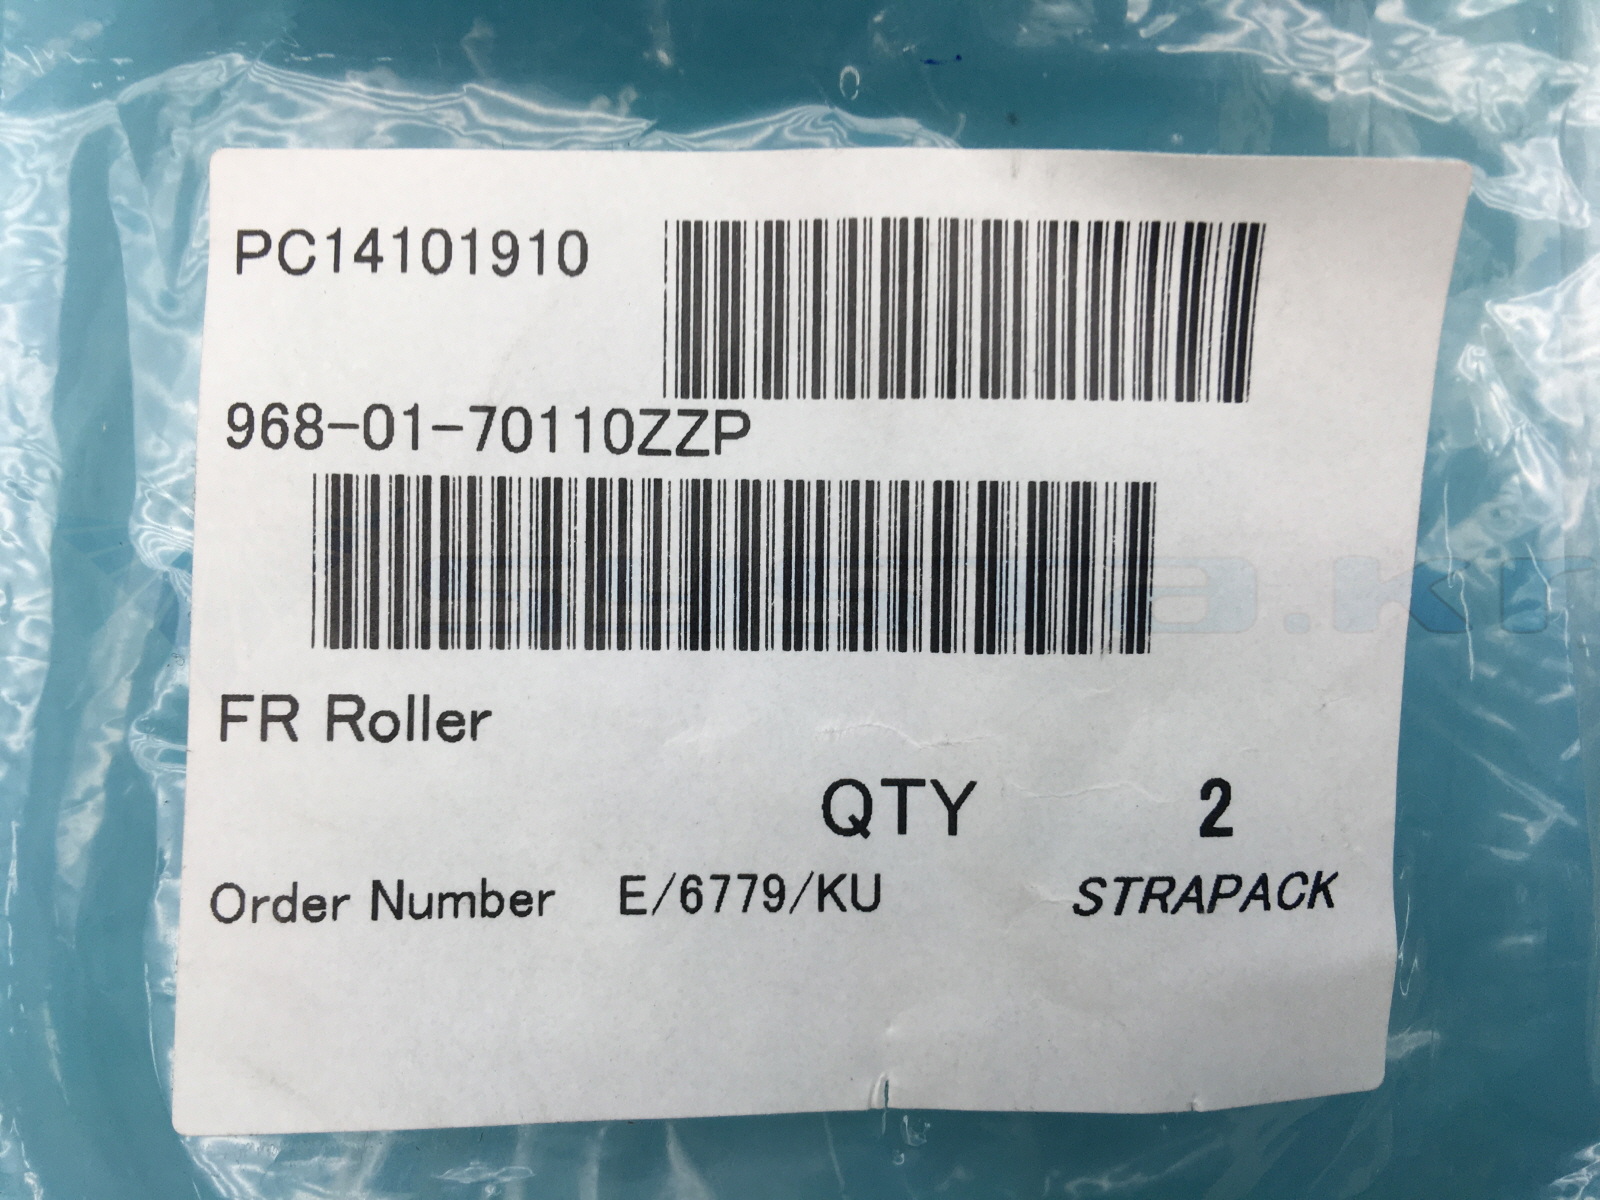 PC14101910
968-01-70110ZZP
FR Roller
QTY 2
Order Number E/6779/KU STRAPACK